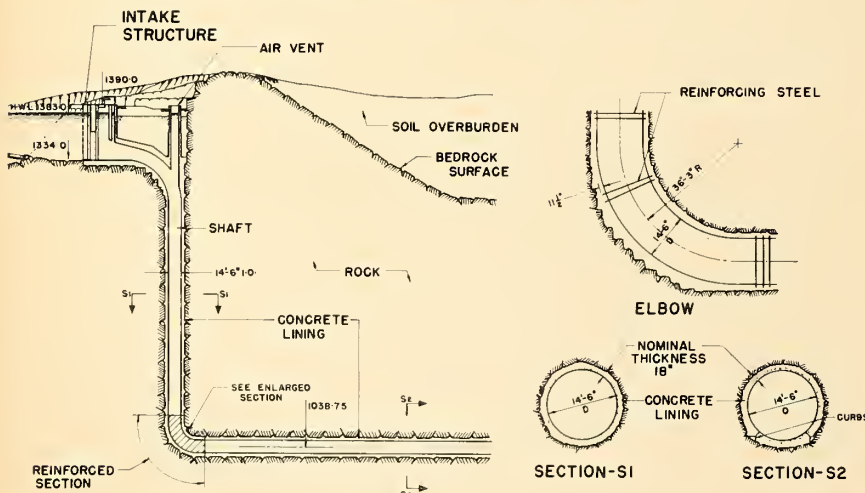 INTAKE
STRUCTURE
AIR VENT
1390·0
H·W·L 1383·0
1334·0
SOIL OVERBURDEN
BEDROCK
SURFACE
SHAFT
14'-6" I·D·
ROCK
S1
S1
CONCRETE
LINING
SEE ENLARGED
SECTION
1038·75
S2
REINFORCED
SECTION
REINFORCING STEEL
36'-3" R
14'-6"
D
ELBOW
NOMINAL
THICKNESS
18"
14'-6"
D
CONCRETE
LINING
14'-6"
D
CURBS
SECTION-S1
SECTION-S2